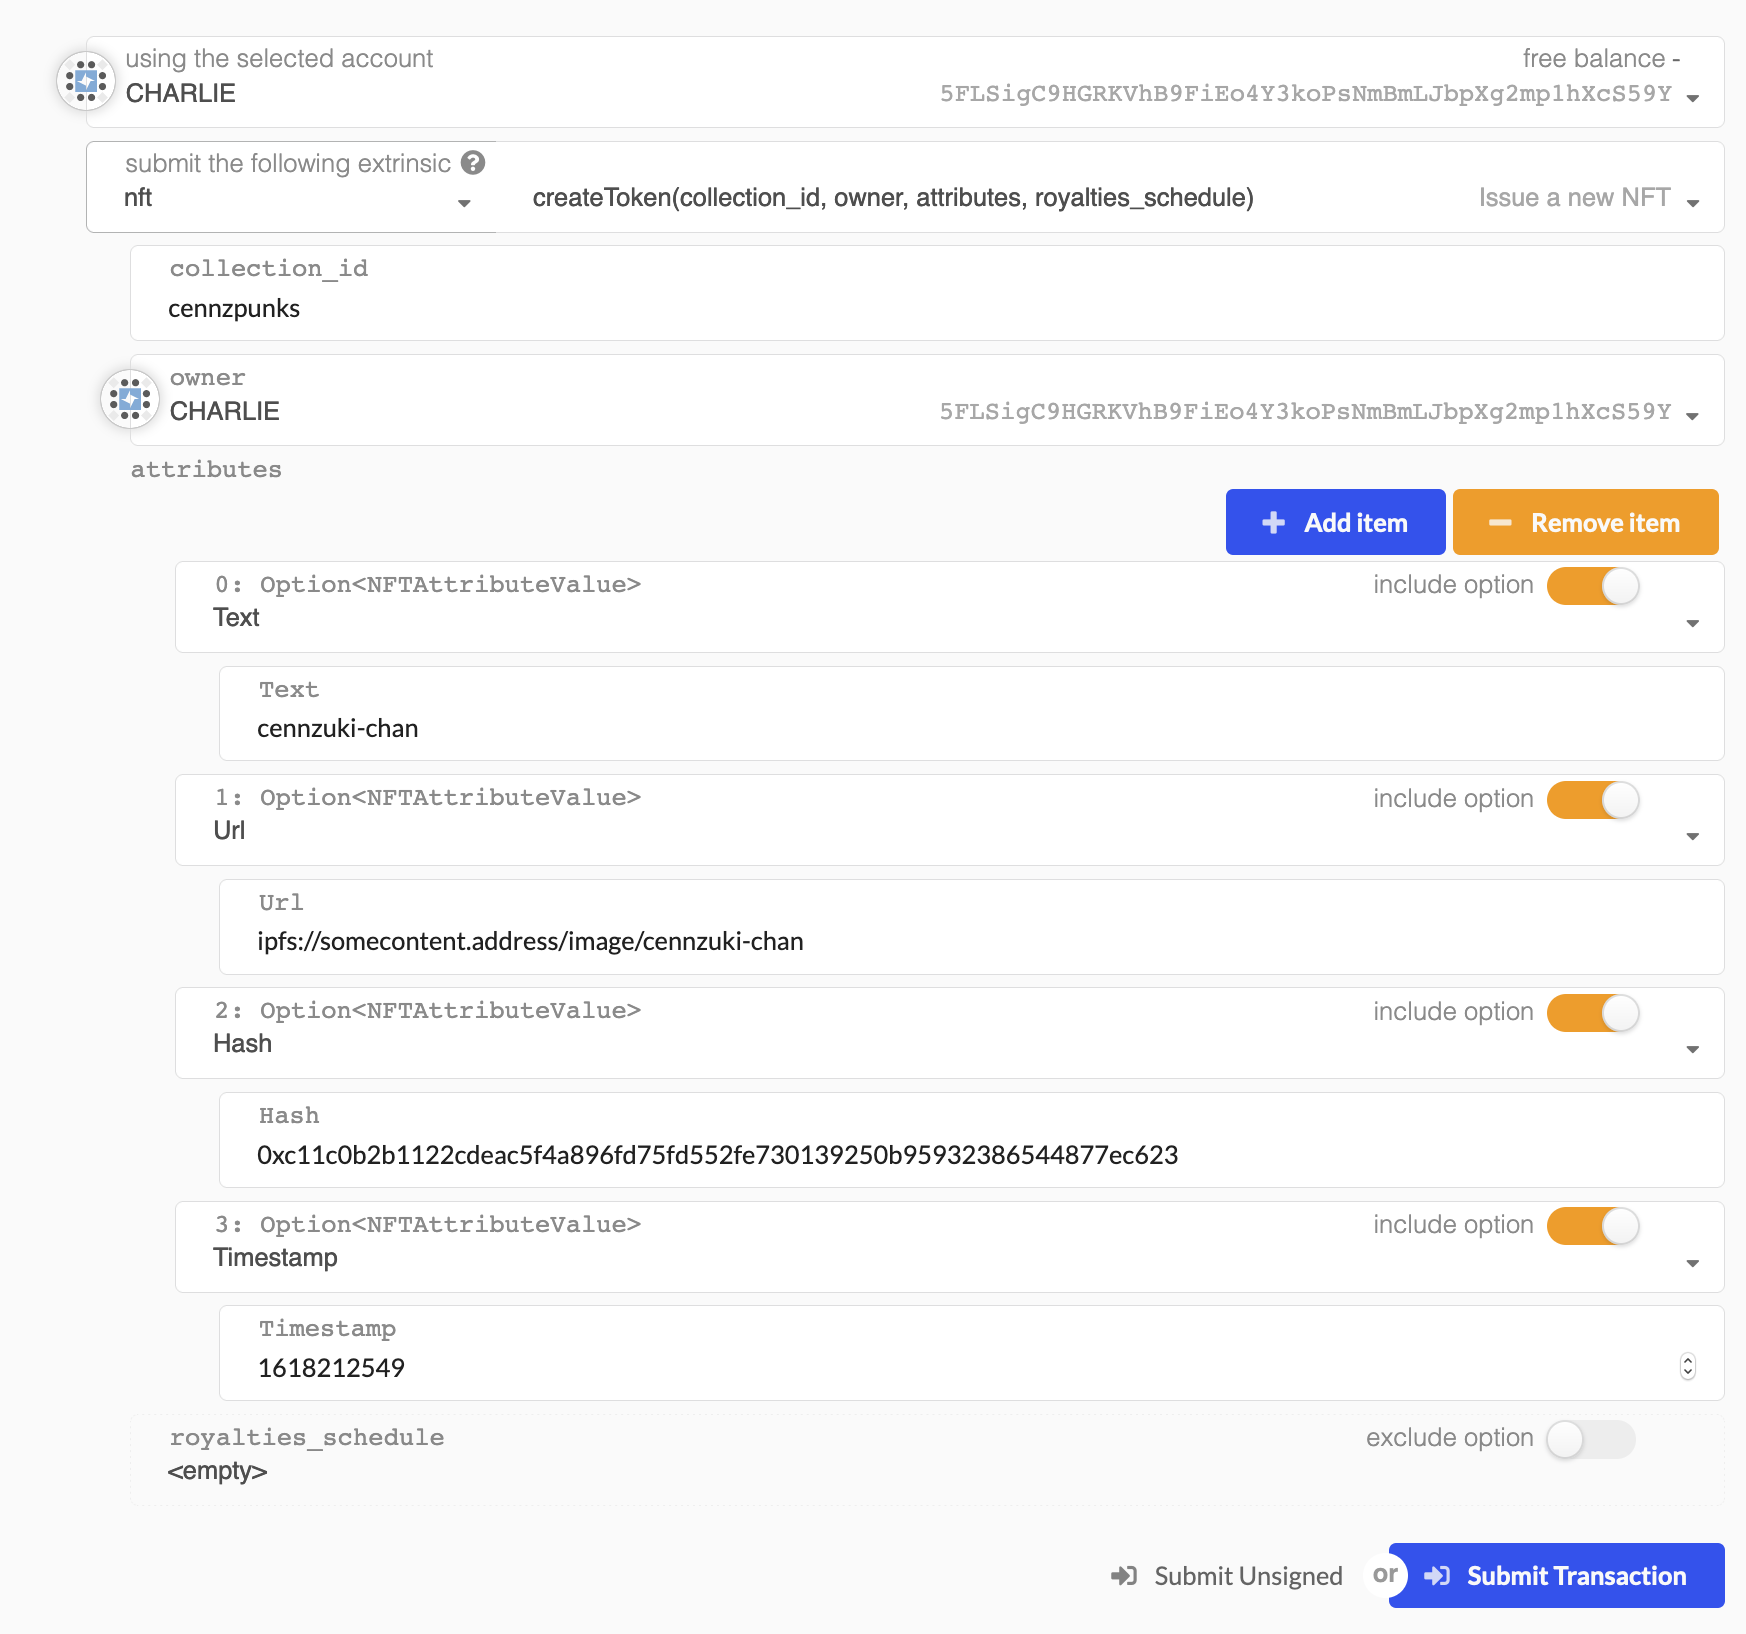 using the selected account
free balance -
CHARLIE
5FLSigC9HGRKVhB9FiEo4Y3koPsNmBmLJbpXg2mp1hXcS59Y
submit the following extrinsic ?
nft
createToken(collection_id, owner, attributes, royalties_schedule)
Issue a new NFT
collection_id
cennzpunks
owner
CHARLIE
5FLSigC9HGRKVhB9FiEo4Y3koPsNmBmLJbpXg2mp1hXcS59Y
attributes
Add item
Remove item
0: Option<NFTAttributeValue>
include option
Text
Text
cennzuki-chan
1: Option<NFTAttributeValue>
include option
Url
Url
ipfs://somecontent.address/image/cennzuki-chan
2: Option<NFTAttributeValue>
include option
Hash
Hash
0xc11c0b2b1122cdeac5f4a896fd75fd552fe730139250b95932386544877ec623
3: Option<NFTAttributeValue>
include option
Timestamp
Timestamp
1618212549
royalties_schedule
exclude option
<empty>
Submit Unsigned
or
Submit Transaction